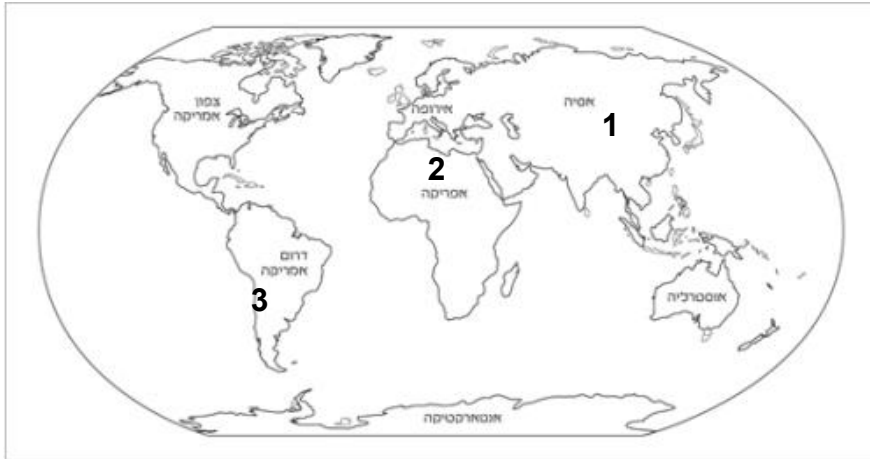 צפון
אמריקה
אירופה
אסיה
1
2
אפריקה
דרום
אמריקה
3
אוסטרליה
אנטארקטיקה